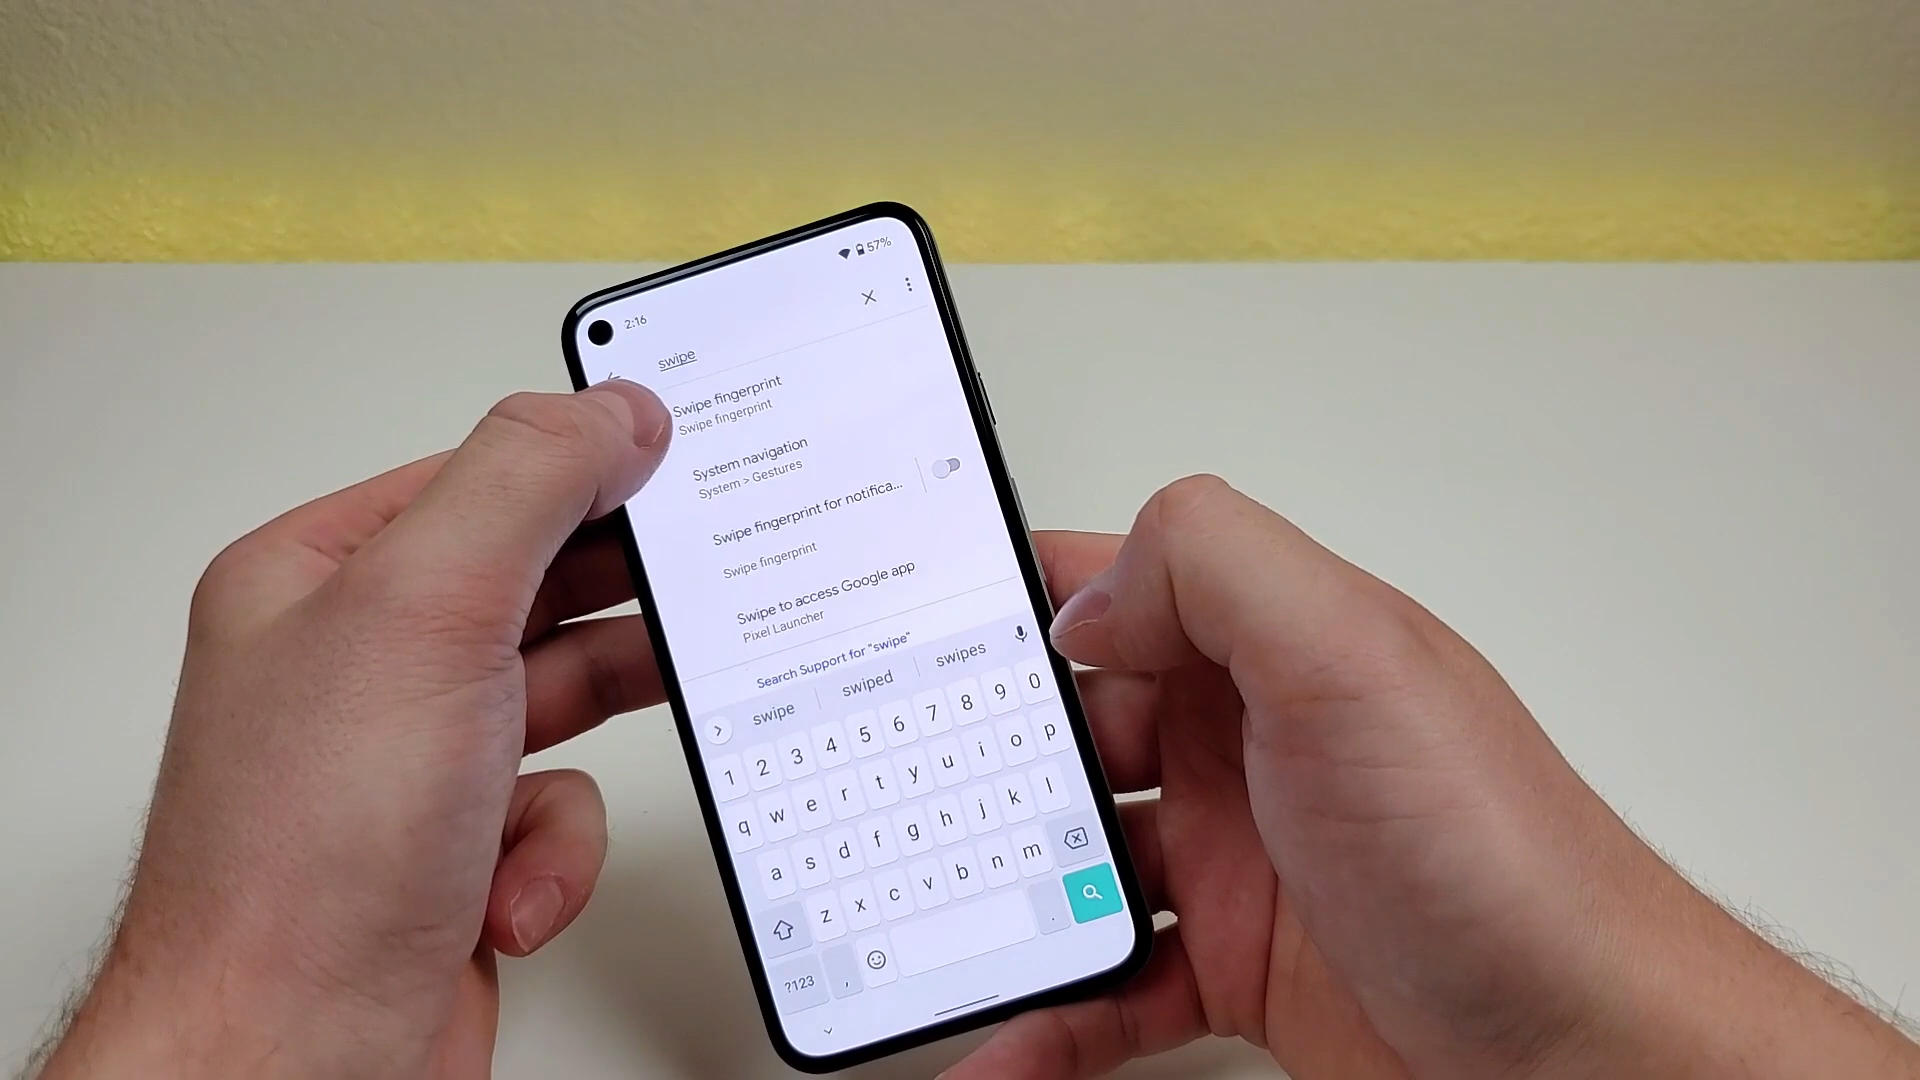 2:16
57%
swipe
Swipe fingerprint
Swipe fingerprint
System navigation
System > Gestures
Swipe fingerprint for notifica...
Swipe fingerprint
Swipe to access Google app
Pixel Launcher
Search Support for "swipe"
swipe swiped swipes
1 2 3 4 5 6 7 8 9 0
q w e r t y u i o p
a s d f g h j k l
z x c v b n m
?123 , .